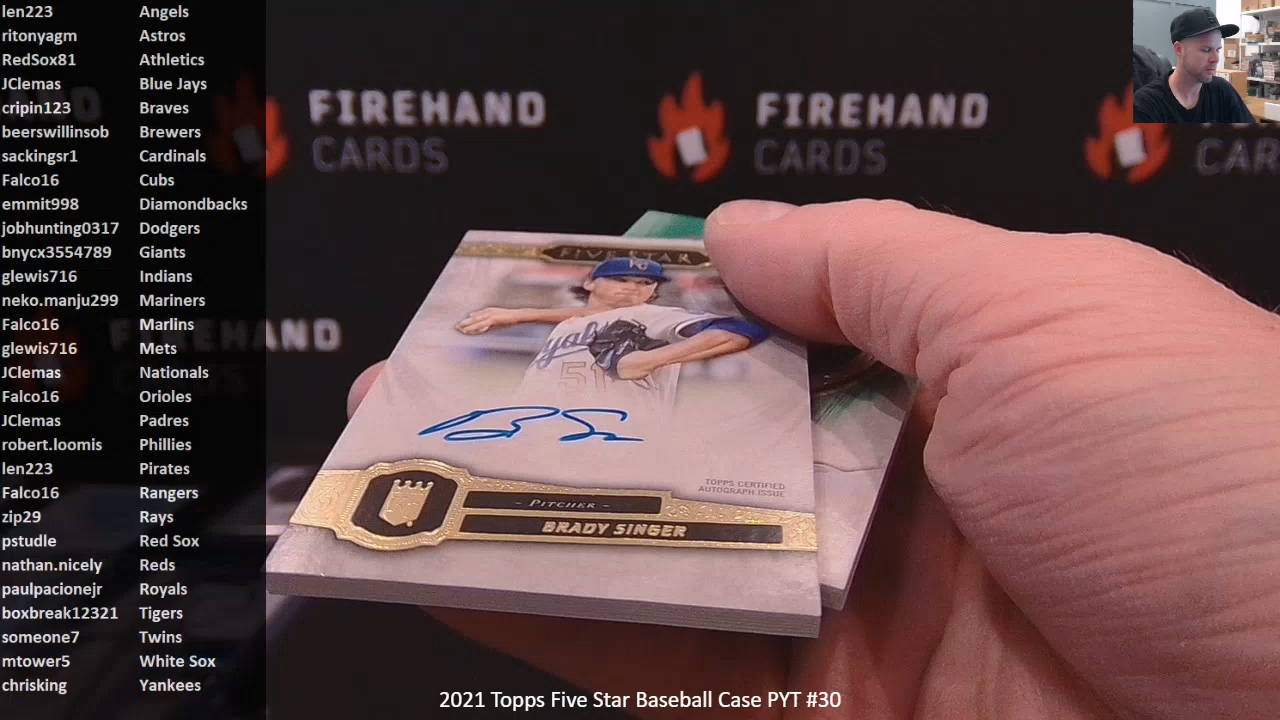 len223 Angels
ritonyagm Astros
RedSox81 Athletics
JClemas Blue Jays
cripin123 Braves
beerswillinsob Brewers
sackingsr1 Cardinals
Falco16 Cubs
emmit998 Diamondbacks
jobhunting0317 Dodgers
bnycx3554789 Giants
glewis716 Indians
neko.manju299 Mariners
Falco16 Marlins
glewis716 Mets
JClemas Nationals
Falco16 Orioles
JClemas Padres
robert.loomis Phillies
len223 Pirates
Falco16 Rangers
zip29 Rays
pstudle Red Sox
nathan.nicely Reds
paulpacionejr Royals
boxbreak12321 Tigers
someone7 Twins
mtower5 White Sox
chrisking Yankees
FIREHAND
CARDS
FIREHAND
CARDS
FIVE STAR
KC
51
TOPPS CERTIFIED
AUTOGRAPH ISSUE
- PITCHER -
BRADY SINGER
2021 Topps Five Star Baseball Case PYT #30